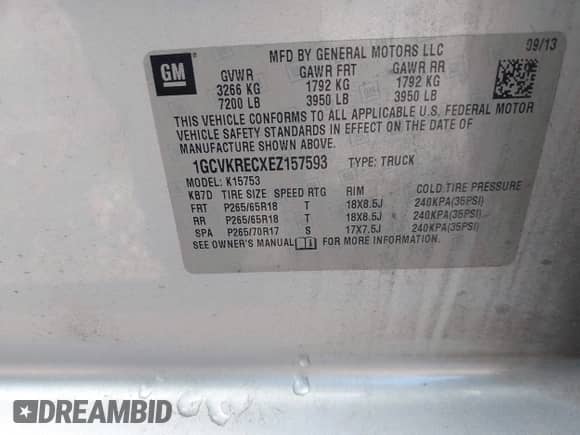 MFD BY GENERAL MOTORS LLC 09/13
GM
GVWR GAWR FRT GAWR RR
3266 KG 1792 KG 1792 KG
7200 LB 3950 LB 3950 LB
THIS VEHICLE CONFORMS TO ALL APPLICABLE U.S. FEDERAL MOTOR
VEHICLE SAFETY STANDARDS IN EFFECT ON THE DATE OF
MANUFACTURE SHOWN ABOVE.
1GCVKRECXEZ157593 TYPE: TRUCK
MODEL: K15753
KB7D TIRE SIZE SPEED RTG RIM COLD TIRE PRESSURE
FRT P265/65R18 T 18X8.5J 240KPA(35PSI)
RR P265/65R18 T 18X8.5J 240KPA(35PSI)
SPA P265/70R17 S 17X7.5J 240KPA(35PSI)
SEE OWNER'S MANUAL FOR MORE INFORMATION.
DREAMBID